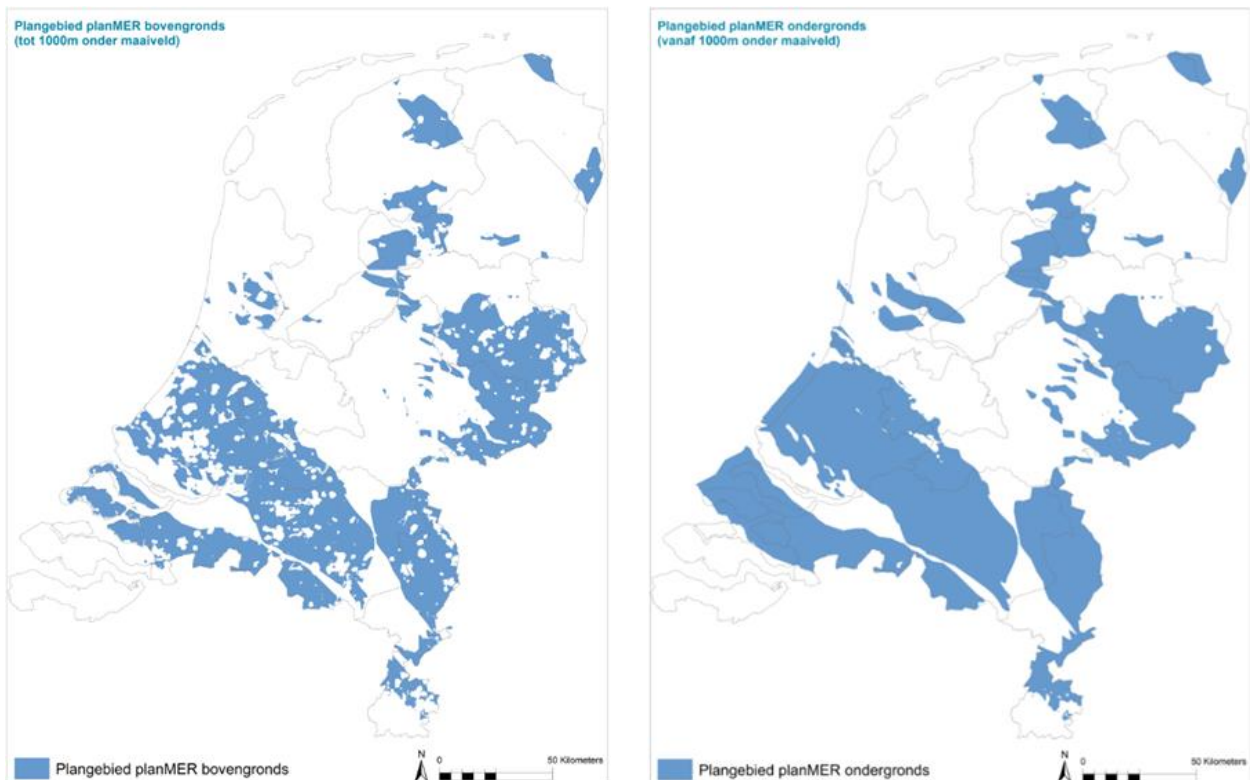 Plangebied planMER bovengronds
(tot 1000m onder maaiveld)
N
0
50 Kilometers
Plangebied planMER bovengronds
Plangebied planMER ondergronds
(vanaf 1000m onder maaiveld)
N
0
50 Kilometers
Plangebied planMER ondergronds